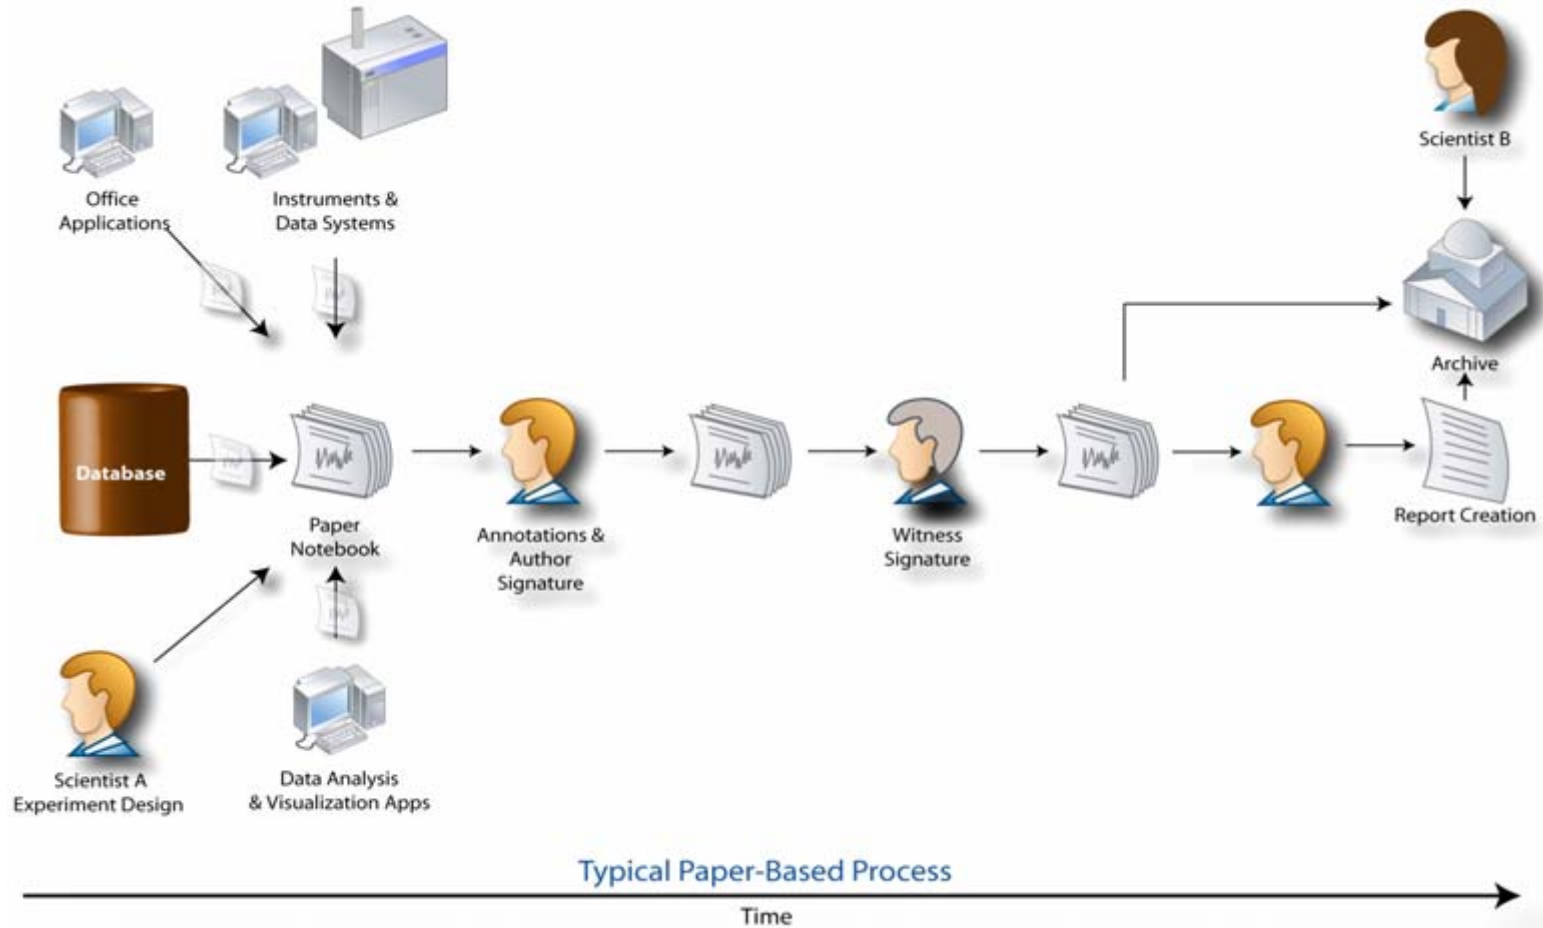 Scientist B
Office
Applications
Instruments &
Data Systems
Archive
Database
Paper
Notebook
Annotations &
Author
Signature
Witness
Signature
Report Creation
Scientist A
Experiment Design
Data Analysis
& Visualization Apps
Typical Paper-Based Process
Time